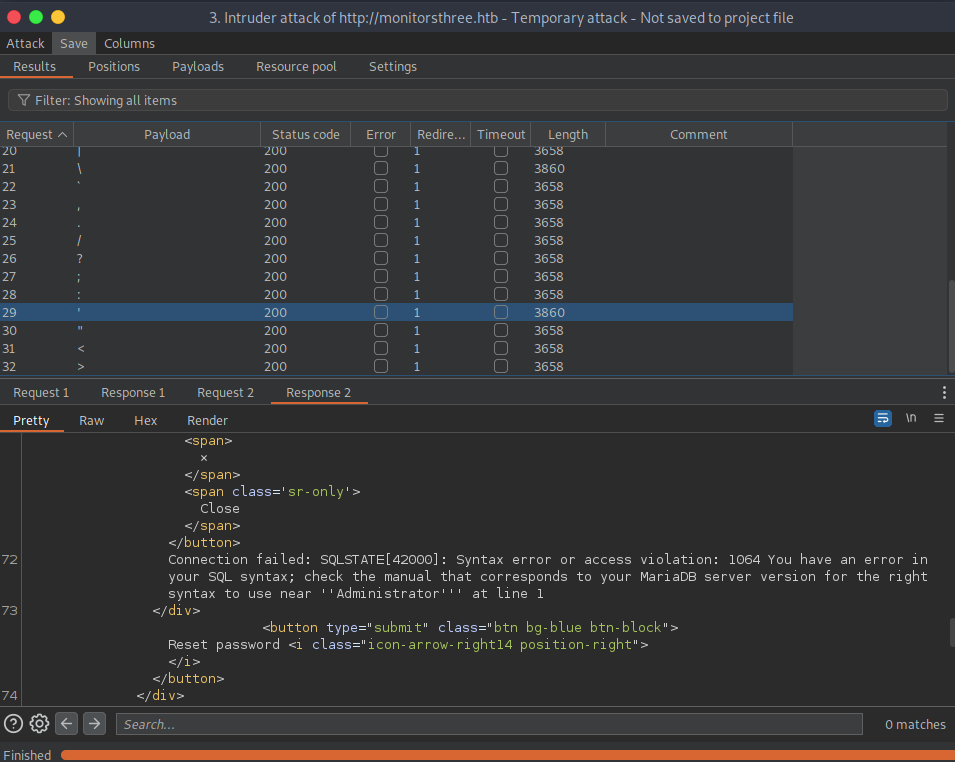 3. Intruder attack of http://monitorsthree.htb - Temporary attack - Not saved to project file
Attack Save Columns
Results Positions Payloads Resource pool Settings
Filter: Showing all items
Request Payload Status code Error Redire... Timeout Length Comment
20 | 200 1 3658
21 \ 200 1 3860
22 ` 200 1 3658
23 , 200 1 3658
24 . 200 1 3658
25 / 200 1 3658
26 ? 200 1 3658
27 ; 200 1 3658
28 : 200 1 3658
29 ' 200 1 3860
30 " 200 1 3658
31 < 200 1 3658
32 > 200 1 3658
Request 1 Response 1 Request 2 Response 2
Pretty Raw Hex Render \n
<span>
×
</span>
<span class='sr-only'>
Close
</span>
</button>
72 Connection failed: SQLSTATE[42000]: Syntax error or access violation: 1064 You have an error in
your SQL syntax; check the manual that corresponds to your MariaDB server version for the right
syntax to use near ''Administrator''' at line 1
73 </div>
<button type="submit" class="btn bg-blue btn-block">
Reset password <i class="icon-arrow-right14 position-right">
</i>
</button>
74 </div>
Search... 0 matches
Finished